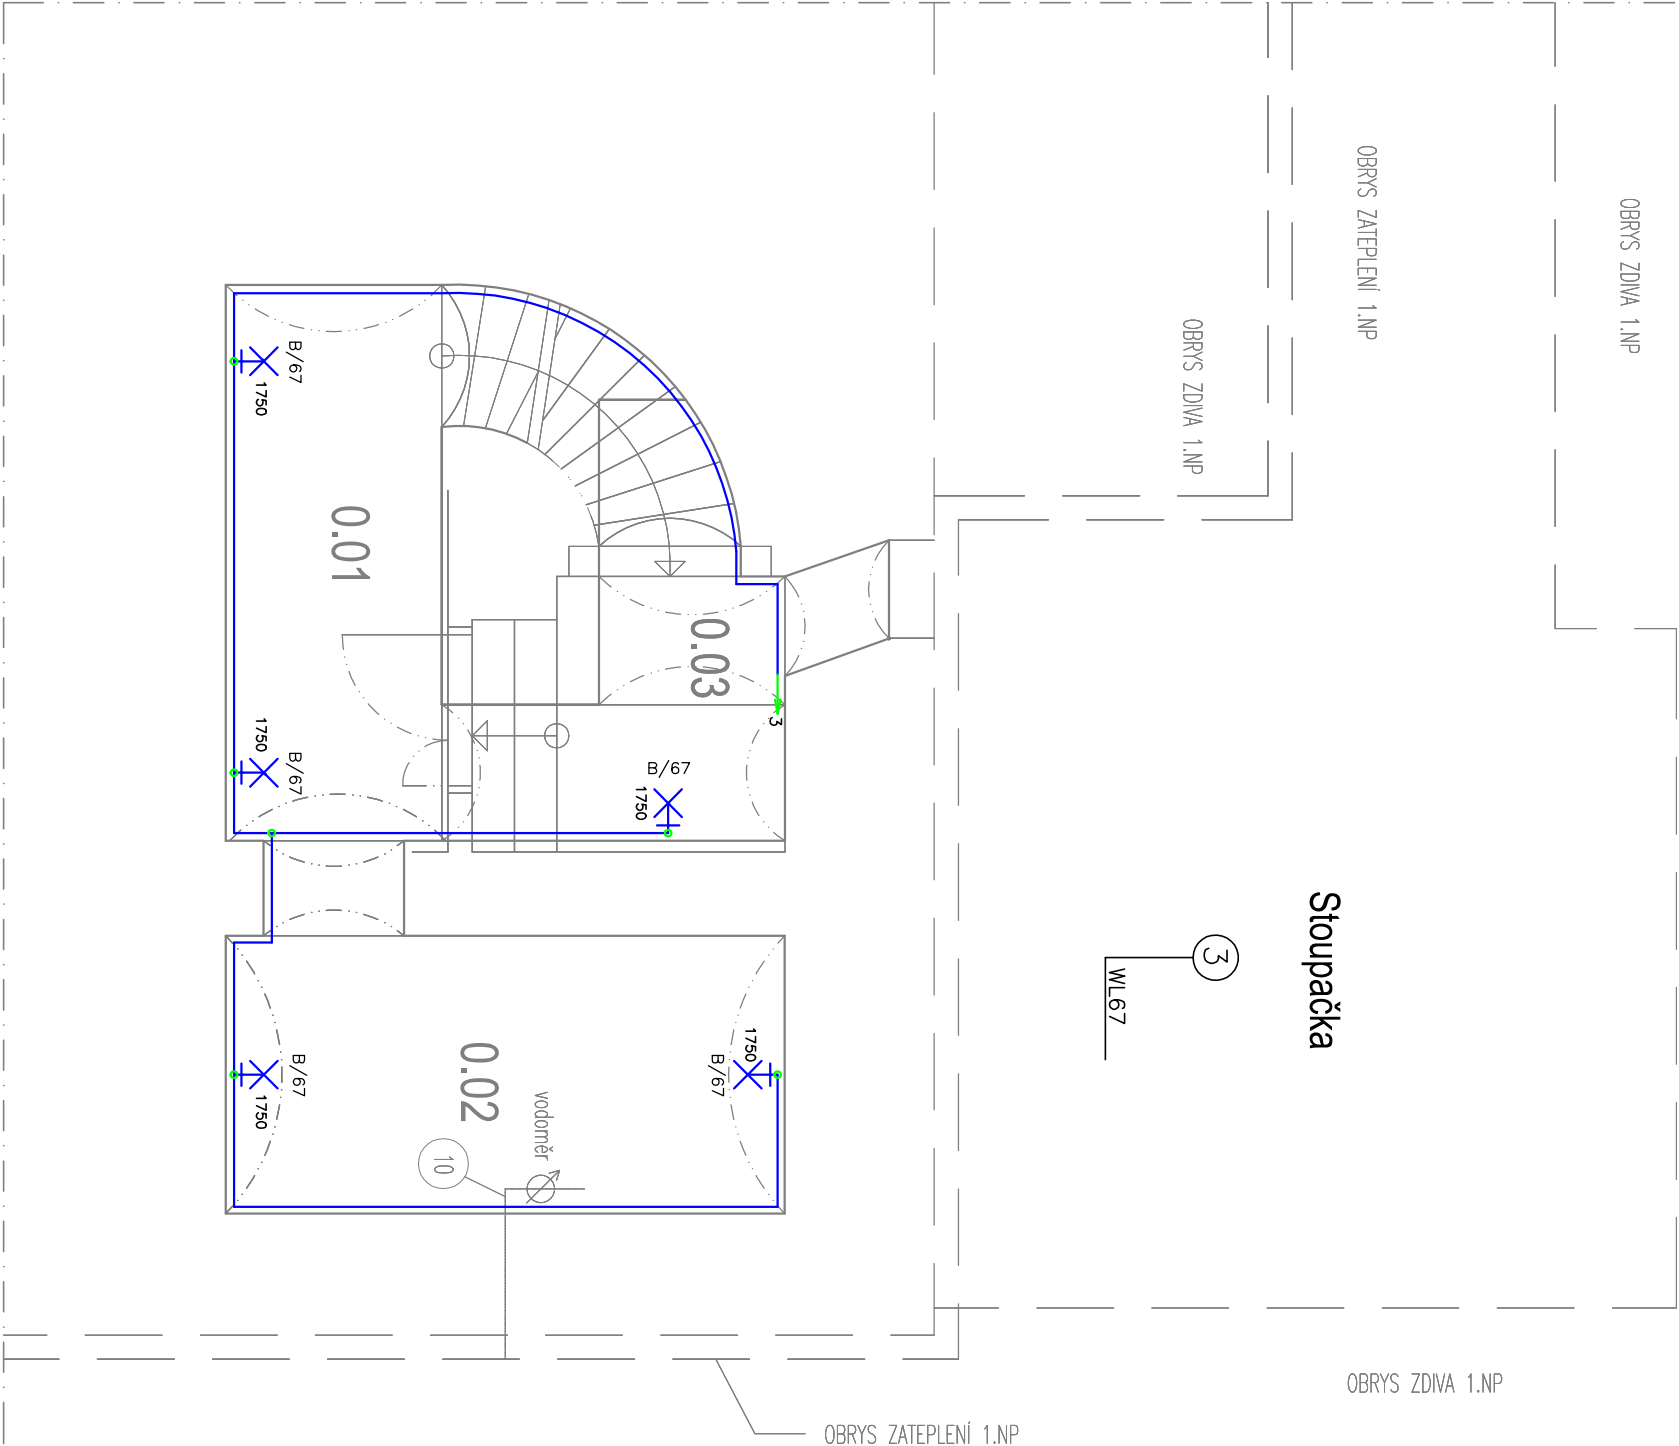 OBRYS ZDIVA 1.NP
OBRYS ZATEPLENÍ 1.NP
OBRYS ZDIVA 1.NP
B/67
1750
0.01
0.03
3
1750
B/67
B/67
1750
Stoupačka
3
WL67
B/67
1750
0.02
vodoměr
10
1750
B/67
OBRYS ZDIVA 1.NP
OBRYS ZATEPLENÍ 1.NP